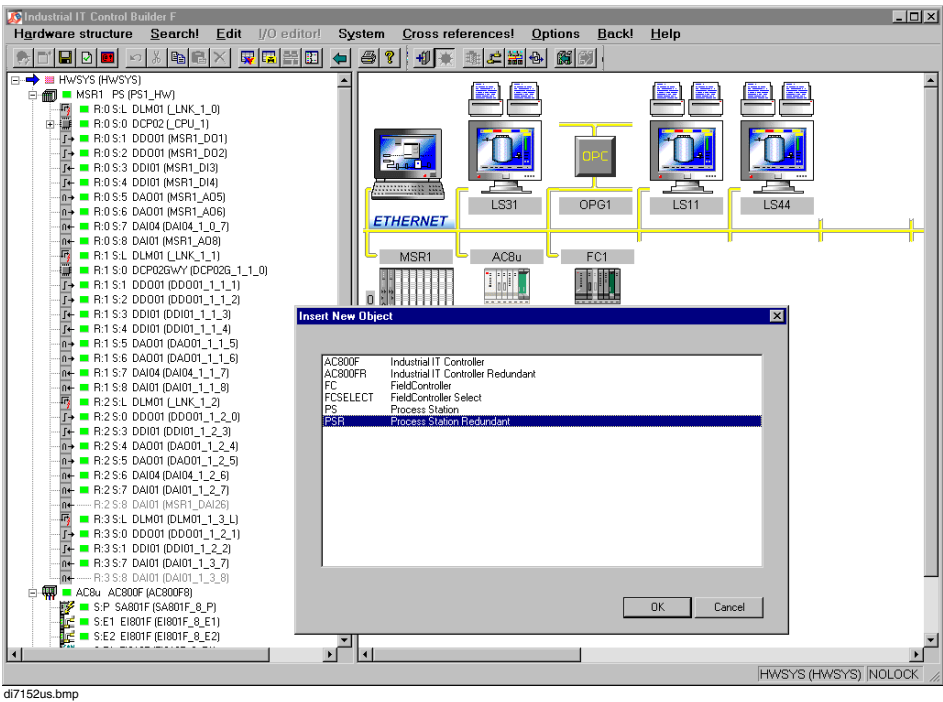 Industrial IT Control Builder F
Hardware structure Search! Edit I/O editor! System Cross references! Options Back! Help
HWSYS (HWSYS)
MSR1 PS (PS1_HW)
R:0 S:L DLM01 (_LNK_1_0)
R:0 S:0 DCP02 (_CPU_1)
R:0 S:1 DDO01 (MSR1_DO1)
R:0 S:2 DDO01 (MSR1_DO2)
R:0 S:3 DDI01 (MSR1_DI3)
R:0 S:4 DDI01 (MSR1_DI4)
R:0 S:5 DAO01 (MSR1_AO5)
R:0 S:6 DAO01 (MSR1_AO6)
R:0 S:7 DAI04 (DAI04_1_0_7)
R:0 S:8 DAI01 (MSR1_AO8)
R:1 S:L DLM01 (_LNK_1_1)
R:1 S:0 DCP02GWY (DCP02G_1_1_0)
R:1 S:1 DDO01 (DDO01_1_1_1)
R:1 S:2 DDO01 (DDO01_1_1_2)
R:1 S:3 DDI01 (DDI01_1_1_3)
R:1 S:4 DDI01 (DDI01_1_1_4)
R:1 S:5 DAO01 (DAO01_1_1_5)
R:1 S:6 DAO01 (DAO01_1_1_6)
R:1 S:7 DAI04 (DAI04_1_1_7)
R:1 S:8 DAI01 (DAI01_1_1_8)
R:2 S:L DLM01 (_LNK_1_2)
R:2 S:0 DDO01 (DDO01_1_2_0)
R:2 S:3 DDI01 (DDI01_1_2_3)
R:2 S:4 DAO01 (DAO01_1_2_4)
R:2 S:5 DAO01 (DAO01_1_2_5)
R:2 S:6 DAI04 (DAI04_1_2_6)
R:2 S:7 DAI01 (DAI01_1_2_7)
R:2 S:8 DAI01 (MSR1_DAI26)
R:3 S:L DLM01 (DLM01_1_3_L)
R:3 S:0 DDO01 (DDO01_1_2_1)
R:3 S:1 DDI01 (DDI01_1_2_2)
R:3 S:7 DAI01 (DAI01_1_3_7)
R:3 S:8 DAI01 (DAI01_1_3_8)
AC8u AC800F (AC800F8)
S:P SA801F (SA801F_8_P)
S:E1 EI801F (EI801F_8_E1)
S:E2 EI801F (EI801F_8_E2)
OPC
LS31 OPG1 LS11 LS44
ETHERNET
MSR1 AC8u FC1
0
Insert New Object
AC800F Industrial IT Controller
AC800FR Industrial IT Controller Redundant
FC FieldController
FCSELECT FieldController Select
PS Process Station
PSR Process Station Redundant
OK Cancel
HWSYS (HWSYS) NOLOCK
di7152us.bmp